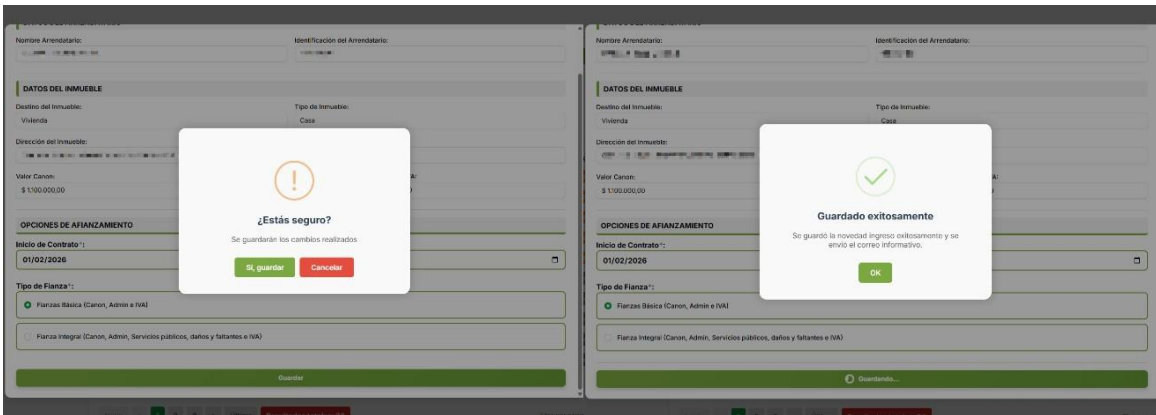 Nombre Arrendatario:
Identificación del Arrendatario:
DATOS DEL INMUEBLE
Destino del Inmueble:
Tipo de Inmueble:
Vivienda
Casa
Dirección del Inmueble:
Valor Canon:
$ 1.100.000,00
OPCIONES DE AFIANZAMIENTO
Inicio de Contrato*:
01/02/2026
Tipo de Fianza*:
Fianzas Básica (Canon, Admin e IVA)
Fianza Integral (Canon, Admin, Servicios públicos, daños y faltantes e IVA)
Guardar
¿Estás seguro?
Se guardarán los cambios realizados
Sí, guardar
Cancelar
Nombre Arrendatario:
Identificación del Arrendatario:
DATOS DEL INMUEBLE
Destino del Inmueble:
Tipo de Inmueble:
Vivienda
Casa
Dirección del Inmueble:
Valor Canon:
$ 1.100.000,00
OPCIONES DE AFIANZAMIENTO
Inicio de Contrato*:
01/02/2026
Tipo de Fianza*:
Fianzas Básica (Canon, Admin e IVA)
Fianza Integral (Canon, Admin, Servicios públicos, daños y faltantes e IVA)
Guardando...
Guardado exitosamente
Se guardó la novedad ingreso exitosamente y se
envío el correo informativo.
OK